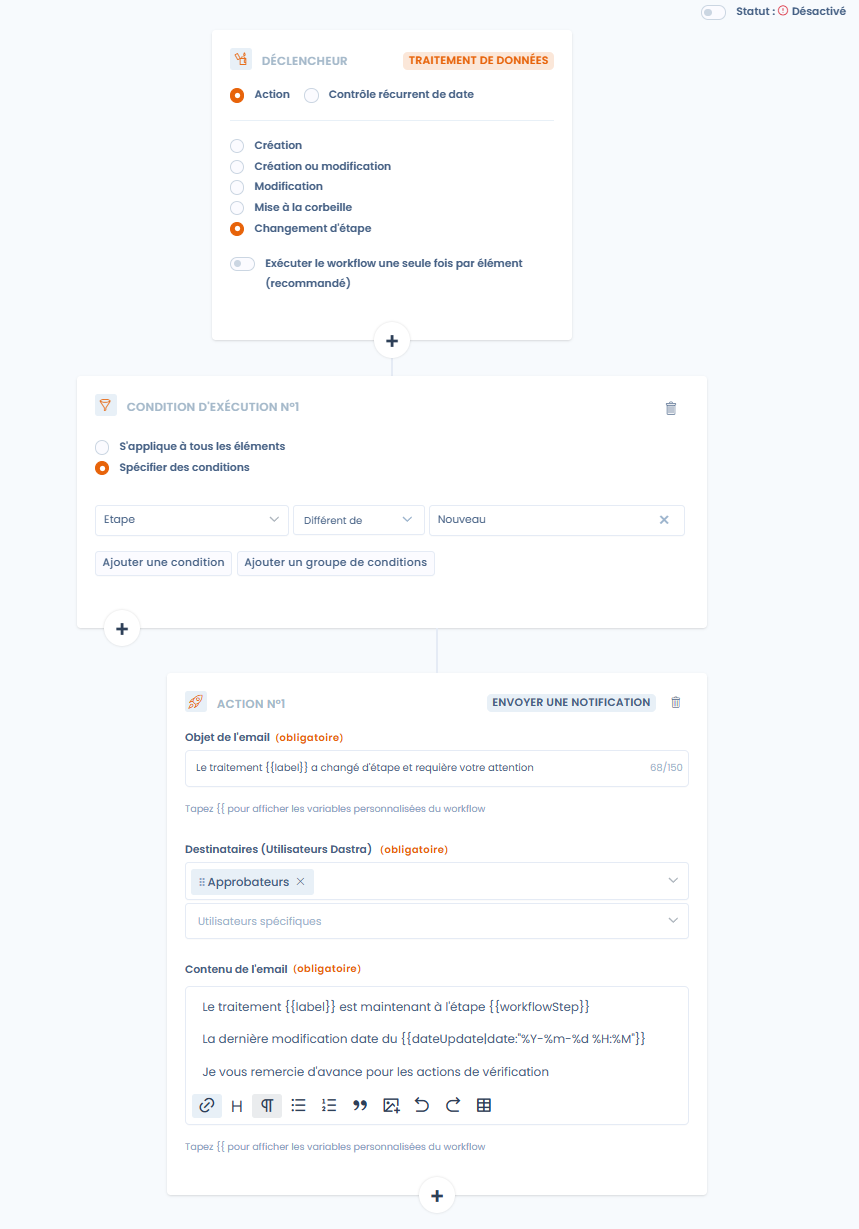 Statut : Désactivé
DÉCLENCHEUR TRAITEMENT DE DONNÉES
Action Contrôle récurrent de date
Création
Création ou modification
Modification
Mise à la corbeille
Changement d'étape
Exécuter le workflow une seule fois par élément
(recommandé)
CONDITION D'EXÉCUTION N°1
S'applique à tous les éléments
Spécifier des conditions
Etape Différent de Nouveau
Ajouter une condition Ajouter un groupe de conditions
ACTION N°1 ENVOYER UNE NOTIFICATION
Objet de l'email (obligatoire)
Le traitement {{label}} a changé d'étape et requière votre attention 68/150
Tapez {{ pour afficher les variables personnalisées du workflow
Destinataires (Utilisateurs Dastra) (obligatoire)
Approbateurs
Utilisateurs spécifiques
Contenu de l'email (obligatoire)
Le traitement {{label}} est maintenant à l'étape {{workflowStep}}
La dernière modification date du {{dateUpdate|date:"%Y-%m-%d %H:%M"}}
Je vous remercie d'avance pour les actions de vérification
Tapez {{ pour afficher les variables personnalisées du workflow